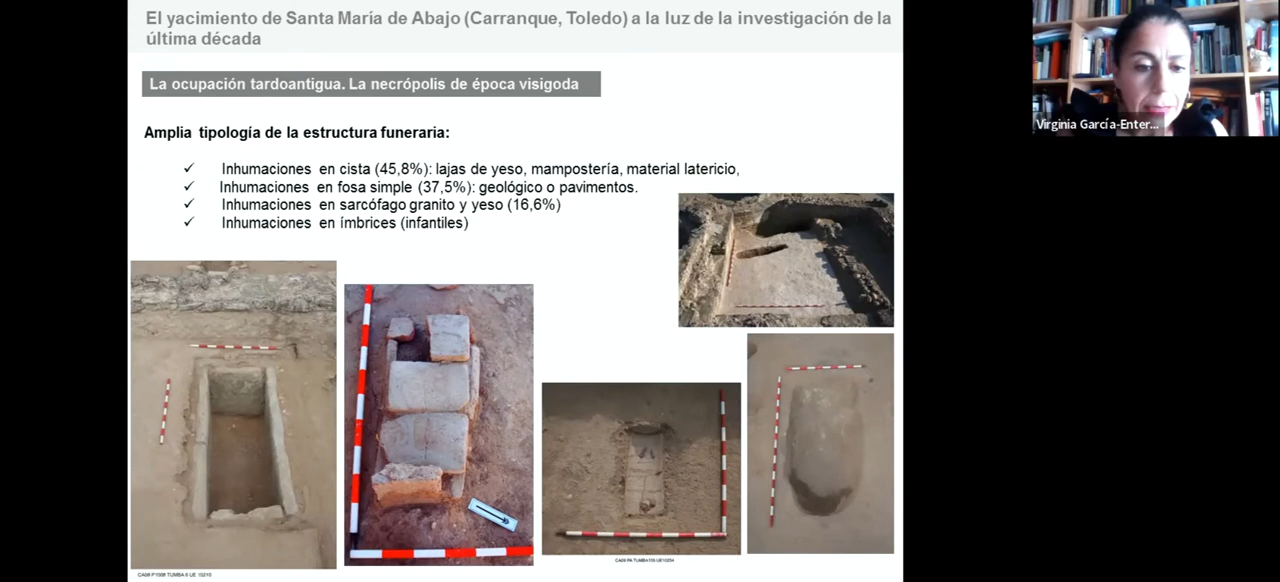 El yacimiento de Santa María de Abajo (Carranque, Toledo) a la luz de la investigación de la
última década
La ocupación tardoantigua. La necrópolis de época visigoda
Amplia tipología de la estructura funeraria:
✓ Inhumaciones en cista (45,8%): lajas de yeso, mampostería, material latericio,
✓ Inhumaciones en fosa simple (37,5%): geológico o pavimentos.
✓ Inhumaciones en sarcófago granito y yeso (16,6%)
✓ Inhumaciones en ímbrices (infantiles)
Virginia García-Enter...